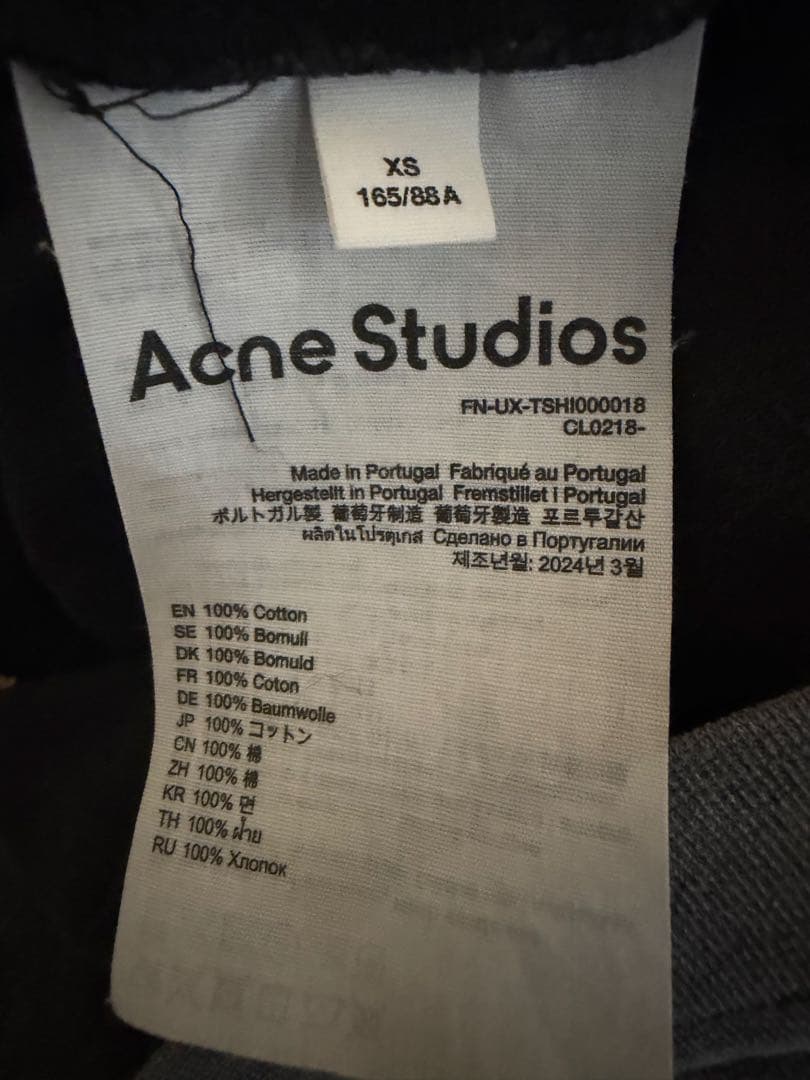 XS
165/88A
Acne Studios
FN-UX-TSHI000018
CL0218-
Made in Portugal Fabriqué au Portugal
Hergestellt in Portugal Fremstillet i Portugal
ポルトガル製 葡萄牙制造 葡萄牙製造 포르투갈산
ผลิตในโปรตุเกส Сделано в Португалии
제조년월: 2024년 3월
EN 100% Cotton
SE 100% Bomull
DK 100% Bomuld
FR 100% Coton
DE 100% Baumwolle
JP 100% コットン
CN 100% 棉
ZH 100% 棉
KR 100% 면
TH 100% ฝ้าย
RU 100% Хлопок